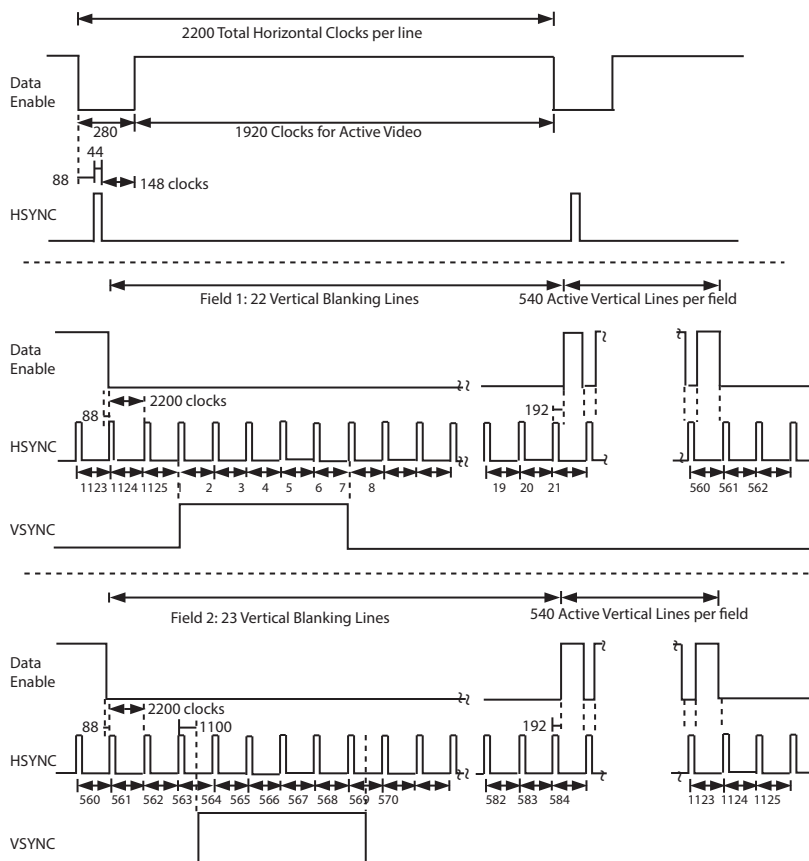 2200 Total Horizontal Clocks per line
Data
Enable
280
1920 Clocks for Active Video
44
88
148 clocks
HSYNC
Field 1: 22 Vertical Blanking Lines
540 Active Vertical Lines per field
Data
Enable
2200 clocks
88
192
HSYNC
1123 1124 1125 1 2 3 4 5 6 7 8 19 20 21 560 561 562
VSYNC
Field 2: 23 Vertical Blanking Lines
540 Active Vertical Lines per field
Data
Enable
2200 clocks
88
1100
192
HSYNC
560 561 562 563 564 565 566 567 568 569 570 582 583 584 1123 1124 1125
VSYNC